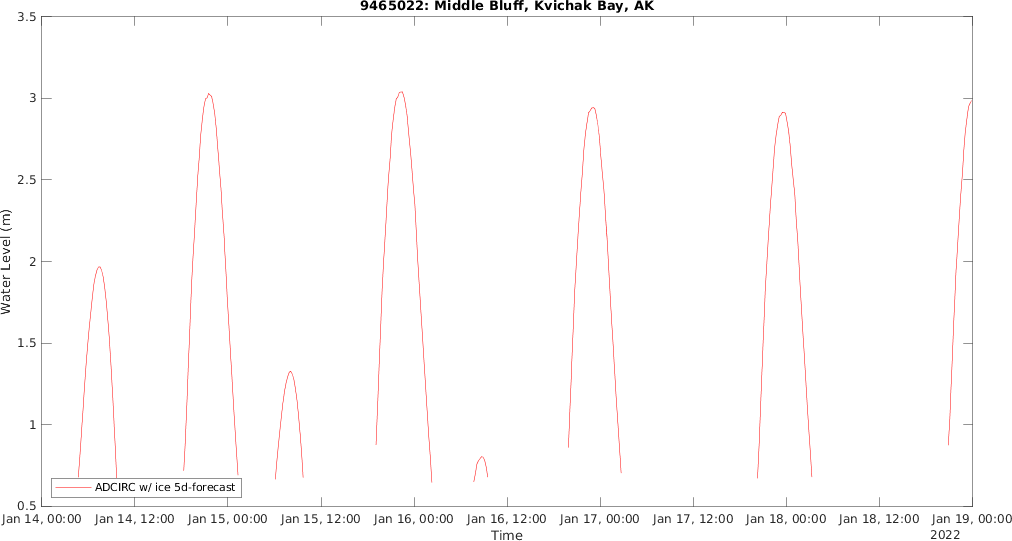 9465022: Middle Bluff, Kvichak Bay, AK
3.5
3
2.5
2
1.5
1
0.5
Water Level (m)
ADCIRC w/ ice 5d-forecast
Jan 14, 00:00 Jan 14, 12:00 Jan 15, 00:00 Jan 15, 12:00 Jan 16, 00:00 Jan 16, 12:00 Jan 17, 00:00 Jan 17, 12:00 Jan 18, 00:00 Jan 18, 12:00 Jan 19, 00:00
Time
2022